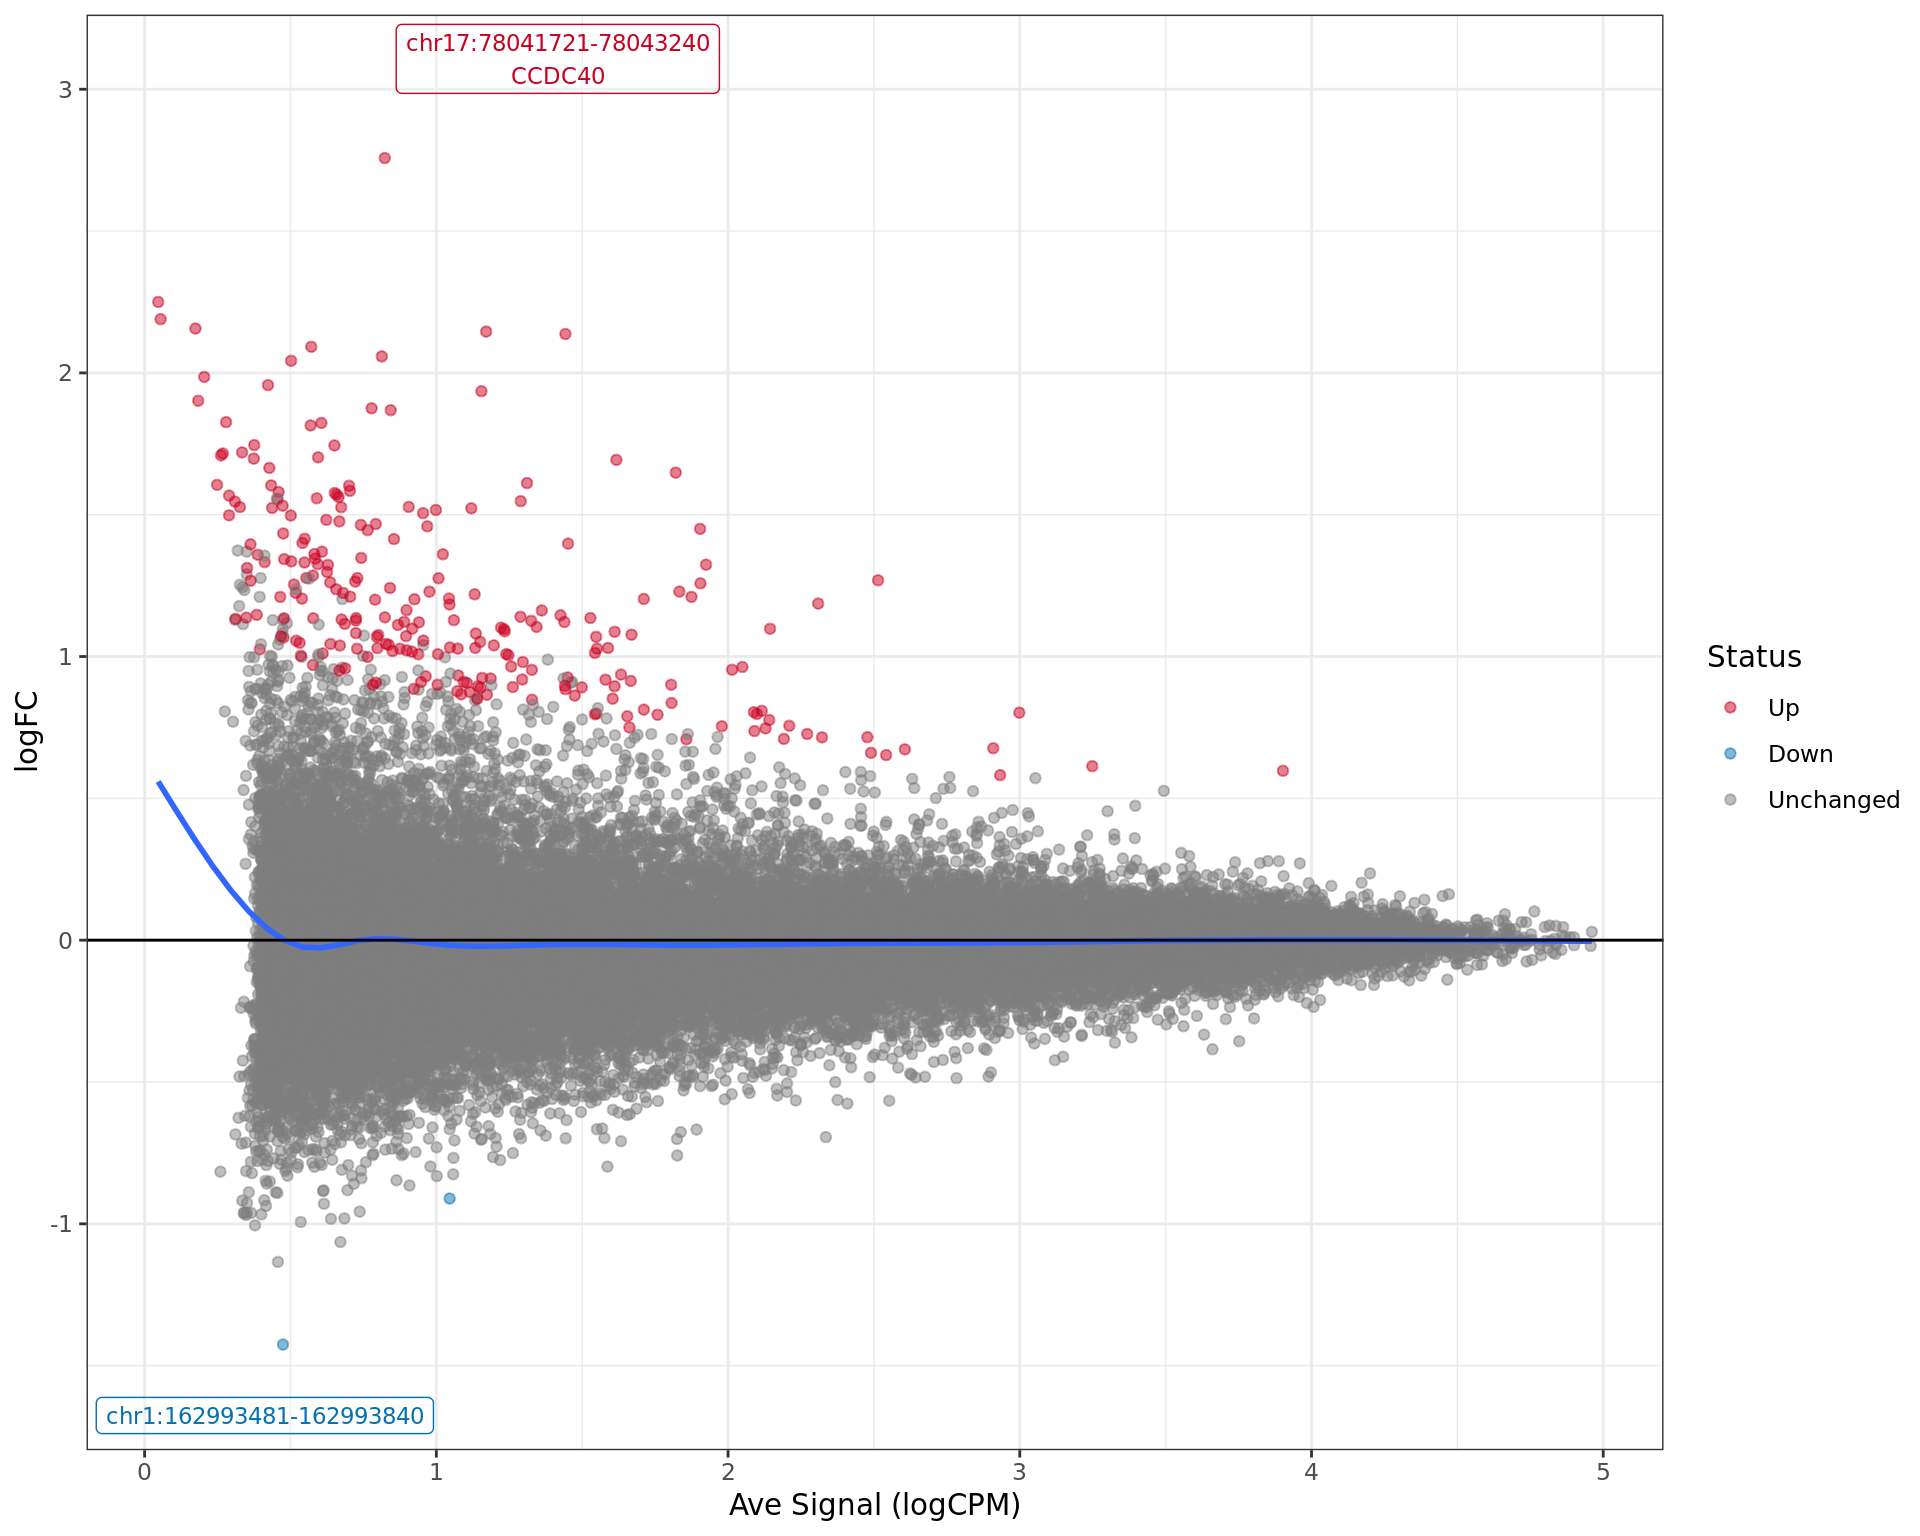 chr17:78041721-78043240
CCDC40
3
2
1
0
-1
logFC
chr1:162993481-162993840
0
1
2
3
4
5
Ave Signal (logCPM)
Status
Up
Down
Unchanged